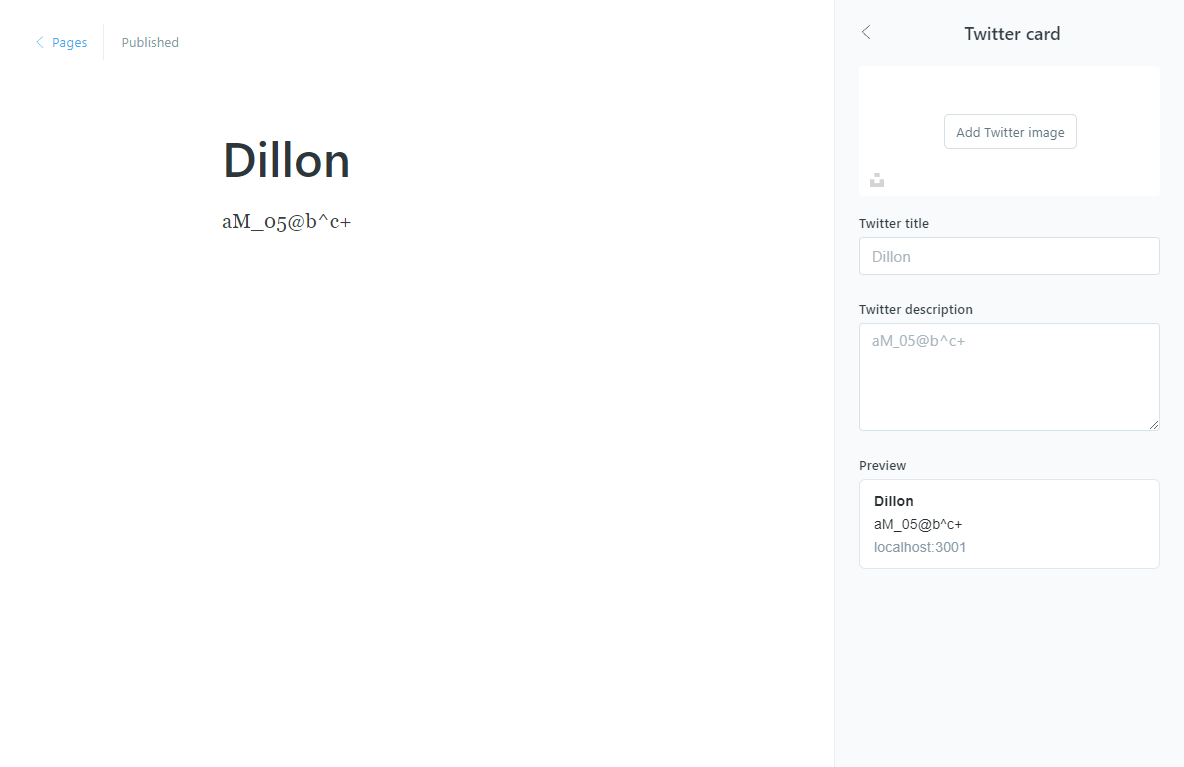 Pages
Published
Dillon
aM_05@b^c+
Twitter card
Add Twitter image
Twitter title
Dillon
Twitter description
aM_05@b^c+
Preview
Dillon
aM_05@b^c+
localhost:3001